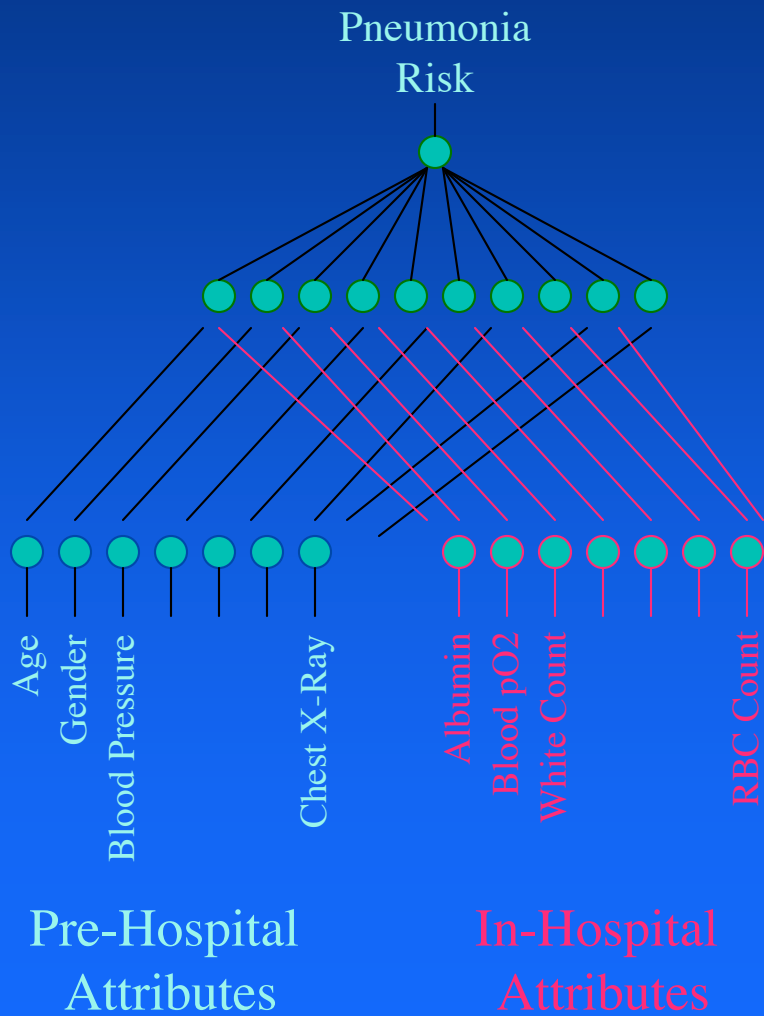 Pneumonia
Risk
Age
Gender
Blood Pressure
Chest X-Ray
Albumin
Blood pO2
White Count
RBC Count
Pre-Hospital
Attributes
In-Hospital
Attributes